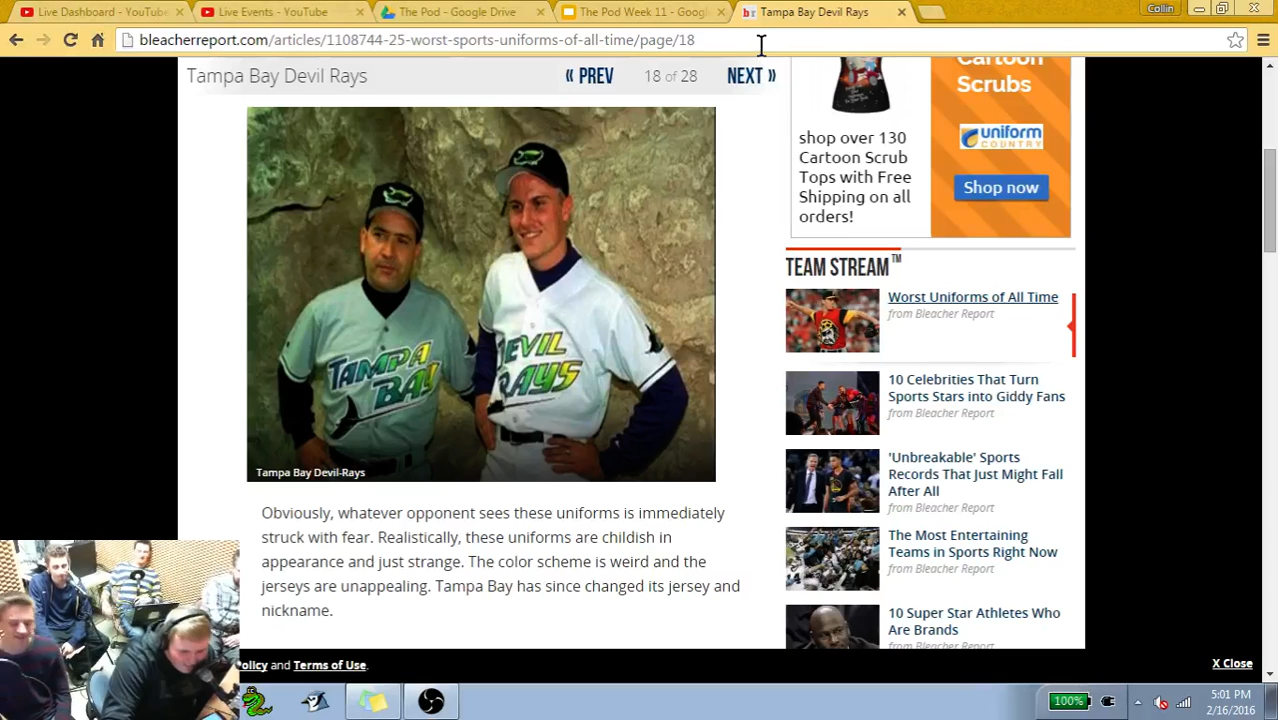 Live Dashboard - YouTube
Live Events - YouTube
The Pod - Google Drive
The Pod Week 11 - Googl
br Tampa Bay Devil Rays
Collin
bleacherreport.com/articles/1108744-25-worst-sports-uniforms-of-all-time/page/18
Tampa Bay Devil Rays
« PREV 18 of 28 NEXT »
TAMPA BAY
DEVIL RAYS
Tampa Bay Devil-Rays
Obviously, whatever opponent sees these uniforms is immediately
struck with fear. Realistically, these uniforms are childish in
appearance and just strange. The color scheme is weird and the
jerseys are unappealing. Tampa Bay has since changed its jersey and
nickname.
shop over 130
Cartoon Scrub
Tops with Free
Shipping on all
orders!
Cartoon
Scrubs
uniform
COUNTRY
Shop now
TEAM STREAM™
Worst Uniforms of All Time
from Bleacher Report
10 Celebrities That Turn
Sports Stars into Giddy Fans
from Bleacher Report
'Unbreakable' Sports
Records That Just Might Fall
After All
from Bleacher Report
The Most Entertaining
Teams in Sports Right Now
from Bleacher Report
10 Super Star Athletes Who
Are Brands
from Bleacher Report
Policy and Terms of Use.
X Close
100%
5:01 PM
2/16/2016